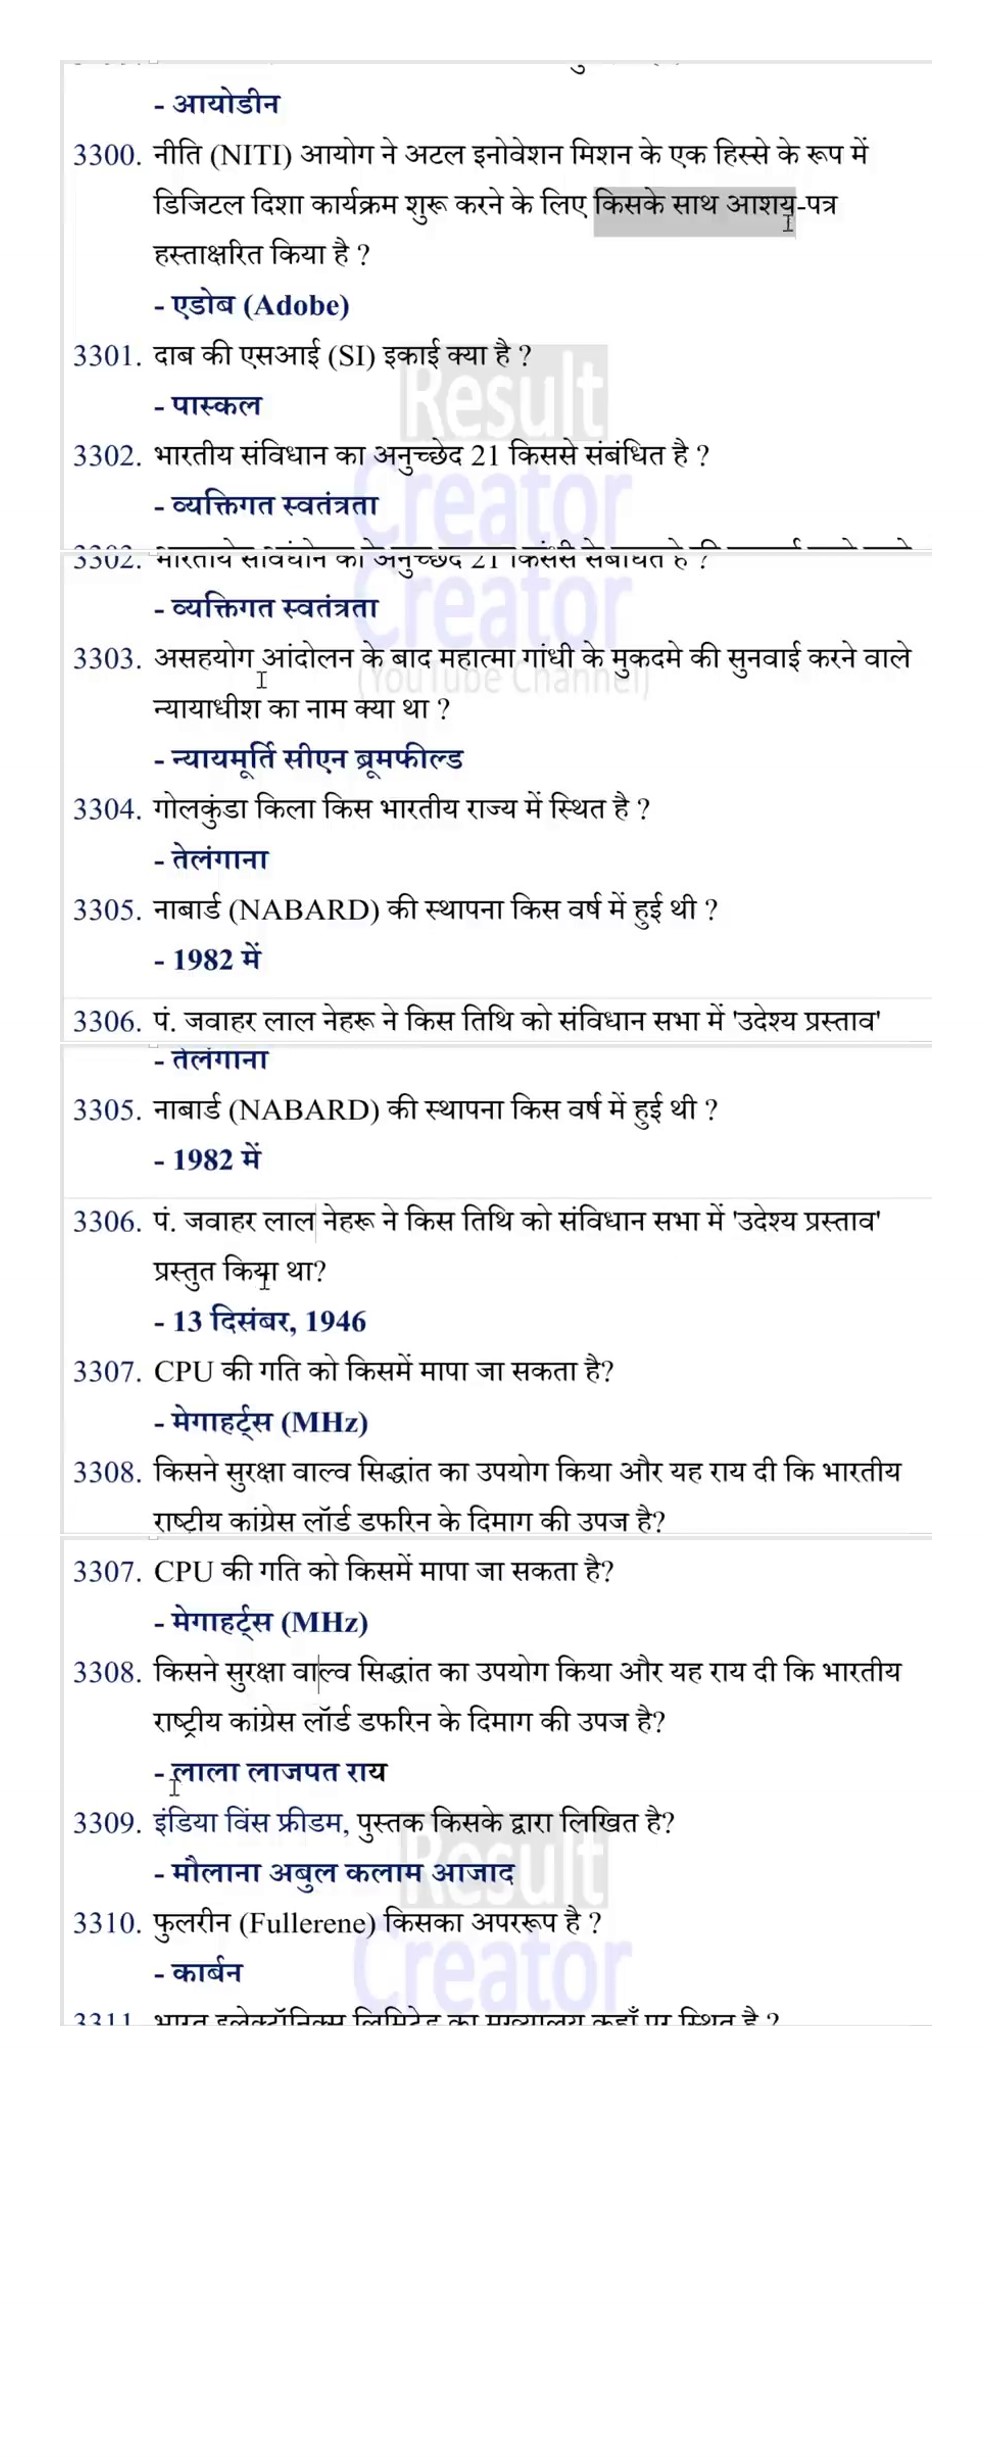 - आयोडीन
3300. नीति (NITI) आयोग ने अटल इनोवेशन मिशन के एक हिस्से के रूप में
डिजिटल दिशा कार्यक्रम शुरू करने के लिए किसके साथ आशय-पत्र
हस्ताक्षरित किया है ?
- एडोब (Adobe)
3301. दाब की एसआई (SI) इकाई क्या है ?
Result
- पास्कल
3302. भारतीय संविधान का अनुच्छेद 21 किससे संबंधित है ?
Creator
- व्यक्तिगत स्वतंत्रता
3302. भारतीय संविधान का अनुच्छेद 21 किससे संबंधित है ?
Creator
- व्यक्तिगत स्वतंत्रता
3303. असहयोग आंदोलन के बाद महात्मा गांधी के मुकदमे की सुनवाई करने वाले
(YouTube Channel)
न्यायाधीश का नाम क्या था ?
- न्यायमूर्ति सीएन ब्रूमफील्ड
3304. गोलकुंडा किला किस भारतीय राज्य में स्थित है ?
- तेलंगाना
3305. नाबार्ड (NABARD) की स्थापना किस वर्ष में हुई थी ?
- 1982 में
3306. पं. जवाहर लाल नेहरू ने किस तिथि को संविधान सभा में 'उदेश्य प्रस्ताव'
- तेलंगाना
3305. नाबार्ड (NABARD) की स्थापना किस वर्ष में हुई थी ?
- 1982 में
3306. पं. जवाहर लाल नेहरू ने किस तिथि को संविधान सभा में 'उदेश्य प्रस्ताव'
प्रस्तुत किया था?
- 13 दिसंबर, 1946
3307. CPU की गति को किसमें मापा जा सकता है?
- मेगाहर्ट्स (MHz)
3308. किसने सुरक्षा वाल्व सिद्धांत का उपयोग किया और यह राय दी कि भारतीय
राष्ट्रीय कांग्रेस लॉर्ड डफरिन के दिमाग की उपज है?
3307. CPU की गति को किसमें मापा जा सकता है?
- मेगाहर्ट्स (MHz)
3308. किसने सुरक्षा वाल्व सिद्धांत का उपयोग किया और यह राय दी कि भारतीय
राष्ट्रीय कांग्रेस लॉर्ड डफरिन के दिमाग की उपज है?
- लाला लाजपत राय
3309. इंडिया विंस फ्रीडम, पुस्तक किसके द्वारा लिखित है?
Result
- मौलाना अबुल कलाम आजाद
3310. फुलरीन (Fullerene) किसका अपररूप है ?
Creator
- कार्बन
3311. भारत इलेक्ट्रॉनिक्स लिमिटेड का मुख्यालय कहाँ पर स्थित है ?